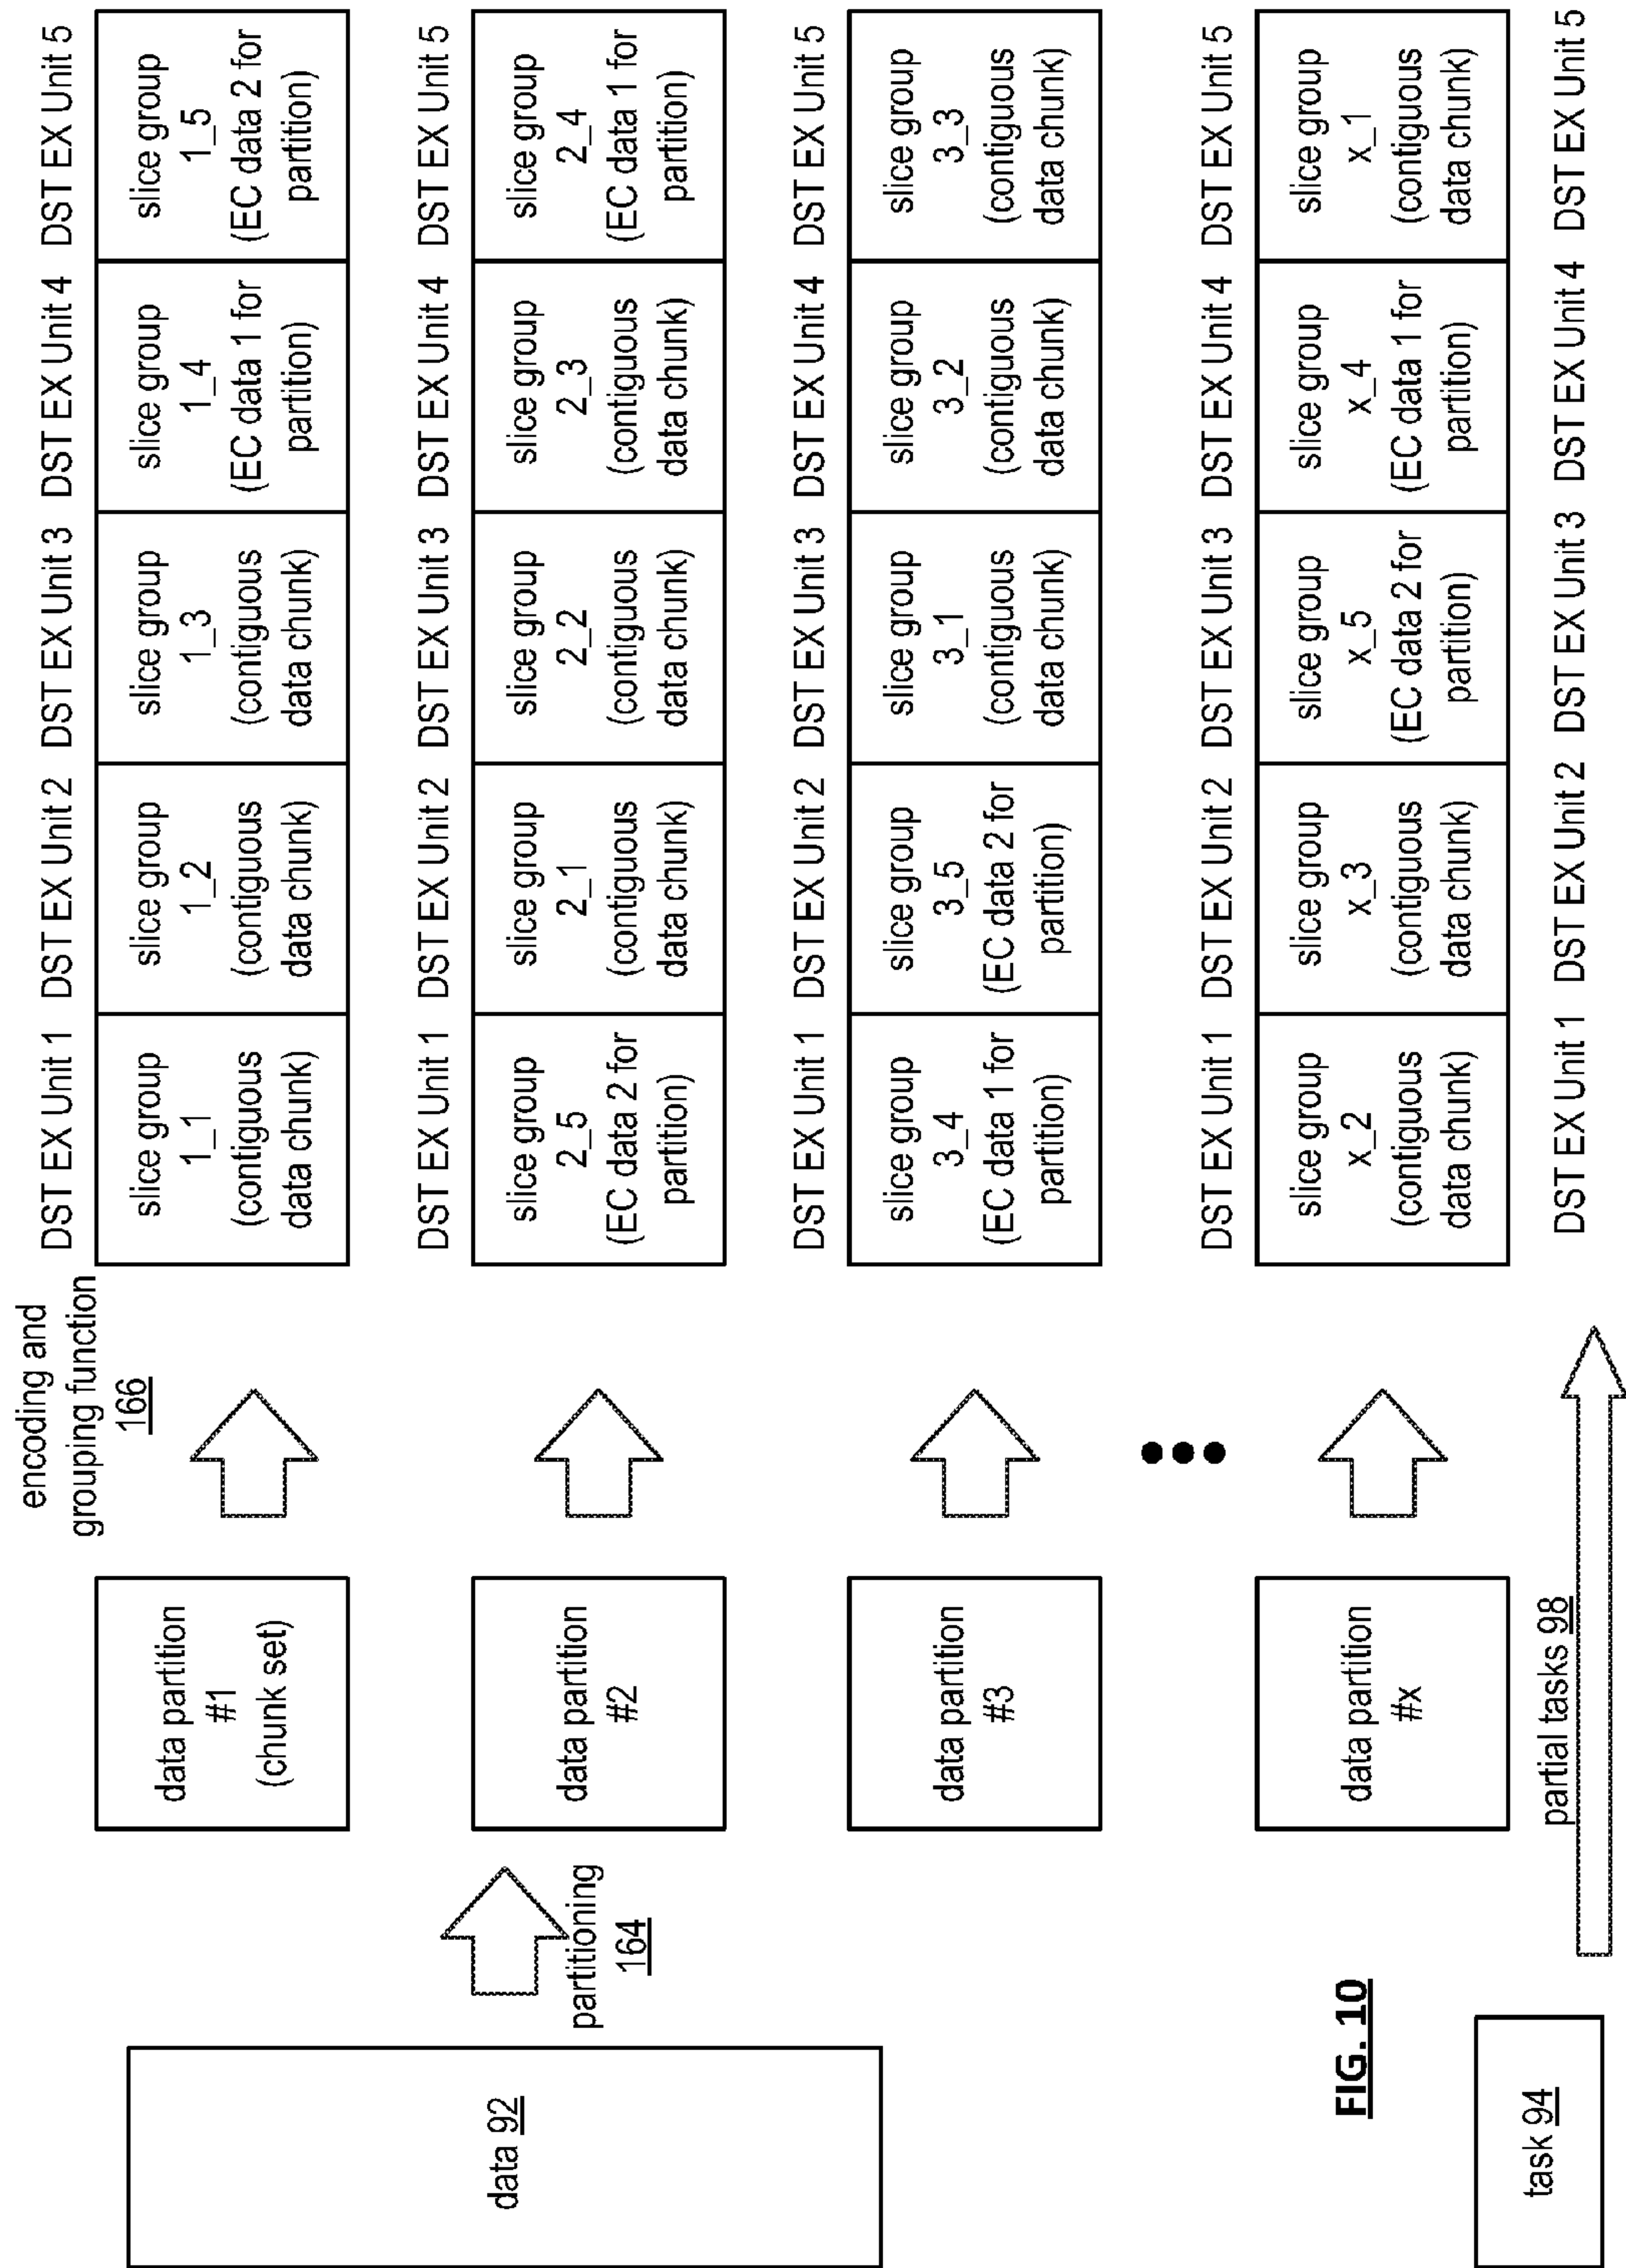 encoding and
grouping function
166
data 92
partitioning
164
data partition
#1
(chunk set)
DST EX Unit 1
DST EX Unit 2
DST EX Unit 3
DST EX Unit 4
DST EX Unit 5
slice group
1_1
(contiguous
data chunk)
slice group
1_2
(contiguous
data chunk)
slice group
1_3
(contiguous
data chunk)
slice group
1_4
(EC data 1 for
partition)
slice group
1_5
(EC data 2 for
partition)
data partition
#2
DST EX Unit 1
DST EX Unit 2
DST EX Unit 3
DST EX Unit 4
DST EX Unit 5
slice group
2_5
(EC data 2 for
partition)
slice group
2_1
(contiguous
data chunk)
slice group
2_2
(contiguous
data chunk)
slice group
2_3
(contiguous
data chunk)
slice group
2_4
(EC data 1 for
partition)
data partition
#3
DST EX Unit 1
DST EX Unit 2
DST EX Unit 3
DST EX Unit 4
DST EX Unit 5
slice group
3_4
(EC data 1 for
partition)
slice group
3_5
(EC data 2 for
partition)
slice group
3_1
(contiguous
data chunk)
slice group
3_2
(contiguous
data chunk)
slice group
3_3
(contiguous
data chunk)
data partition
#x
DST EX Unit 1
DST EX Unit 2
DST EX Unit 3
DST EX Unit 4
DST EX Unit 5
slice group
x_2
(contiguous
data chunk)
slice group
x_3
(contiguous
data chunk)
slice group
x_5
(EC data 2 for
partition)
slice group
x_4
(EC data 1 for
partition)
slice group
x_1
(contiguous
data chunk)
FIG. 10
task 94
partial tasks 98
DST EX Unit 1
DST EX Unit 2
DST EX Unit 3
DST EX Unit 4
DST EX Unit 5